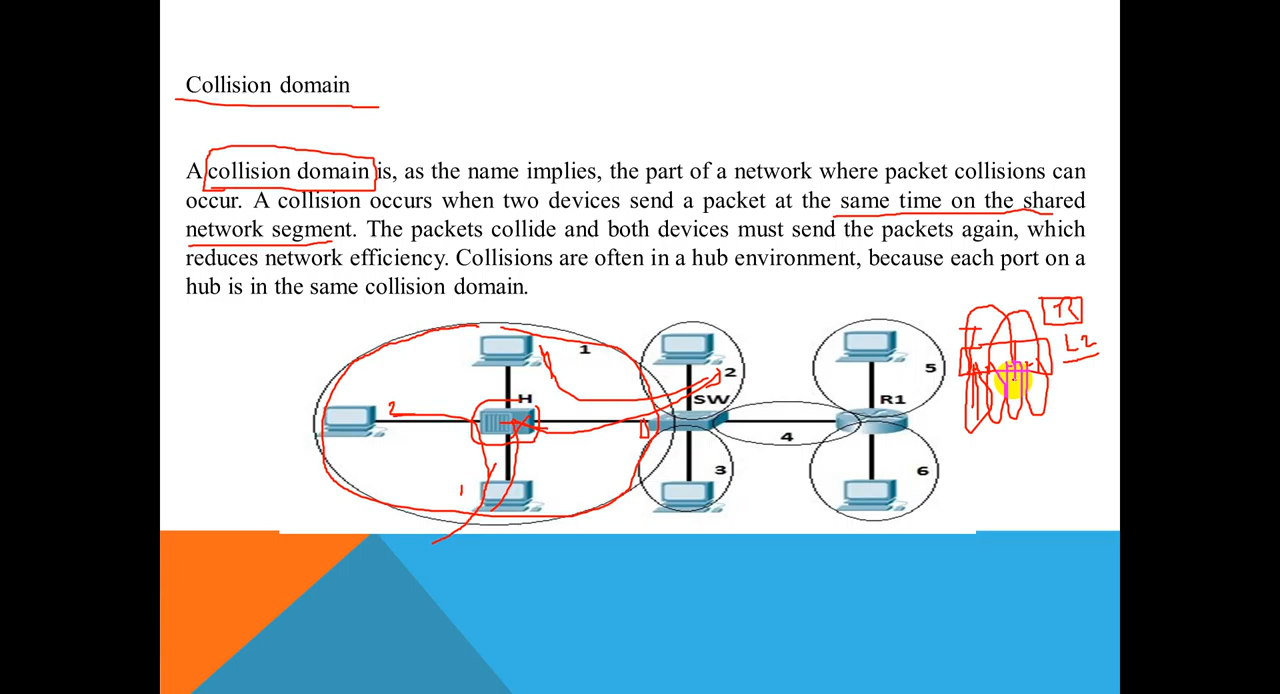 Collision domain
A collision domain is, as the name implies, the part of a network where packet collisions can
occur. A collision occurs when two devices send a packet at the same time on the shared
network segment. The packets collide and both devices must send the packets again, which
reduces network efficiency. Collisions are often in a hub environment, because each port on a
hub is in the same collision domain.
L2
1
2
5
2
H
SW
R1
4
1
3
6